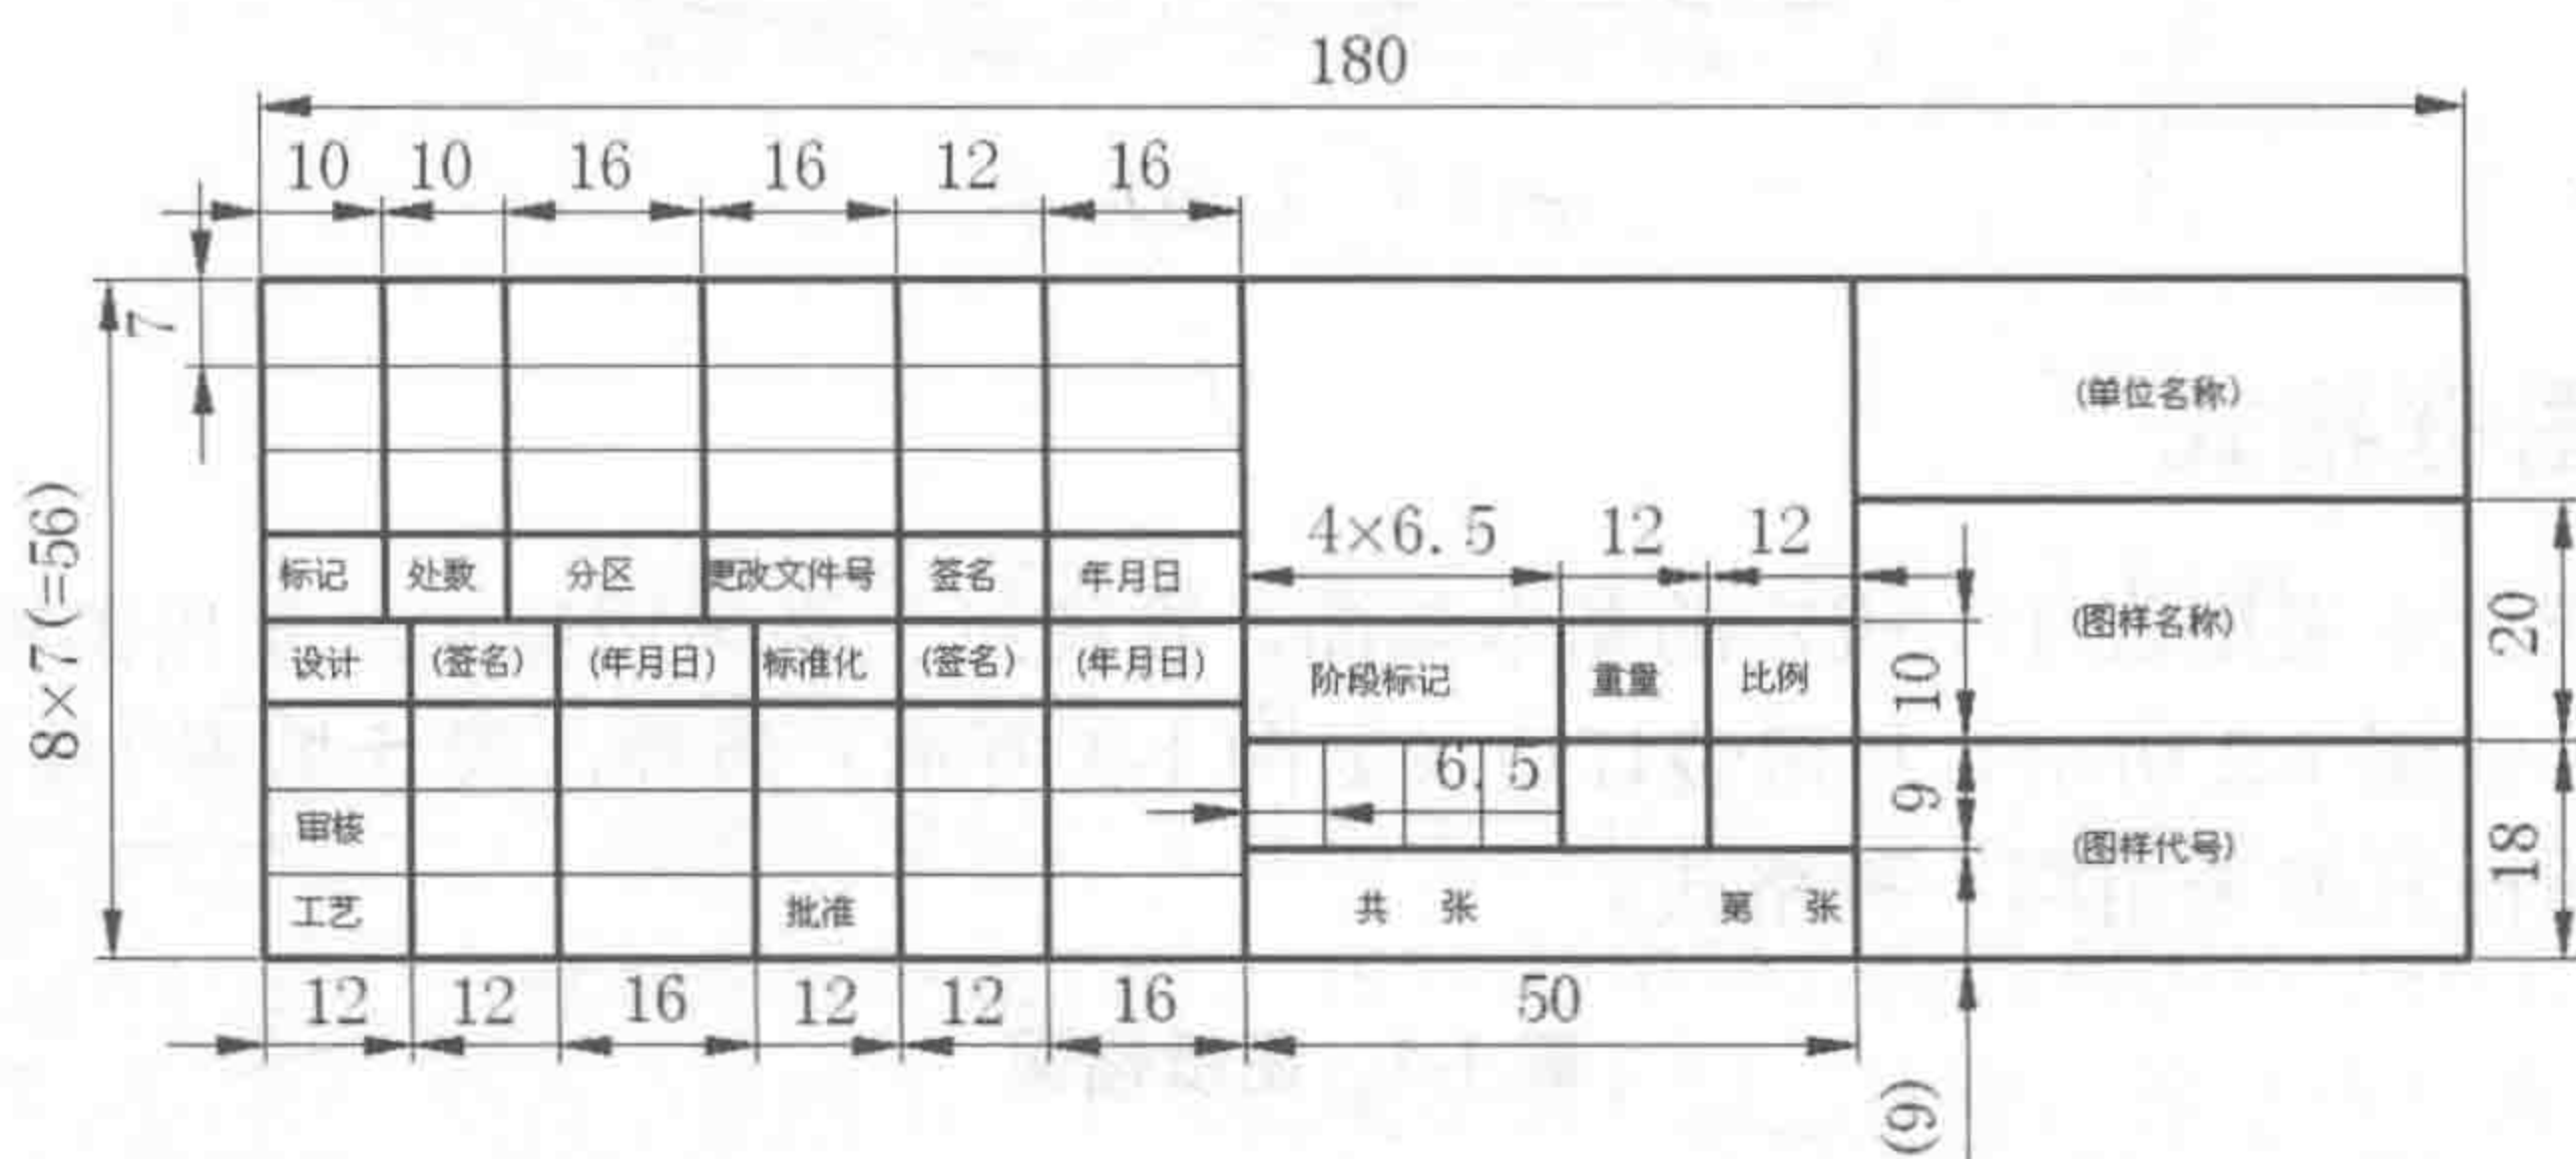 180
10 10 16 16 12 16
7
(单位名称)
8×7(=56)
4×6.5 12 12
标记 处数 分区 更改文件号 签名 年月日
(图样名称)
20
设计 (签名) (年月日) 标准化 (签名) (年月日)
阶段标记 重量 比例 10
6.5 9
审核
(图样代号) 18
工艺 批准 共 张 第 张
12 12 16 12 12 16 50
(9)